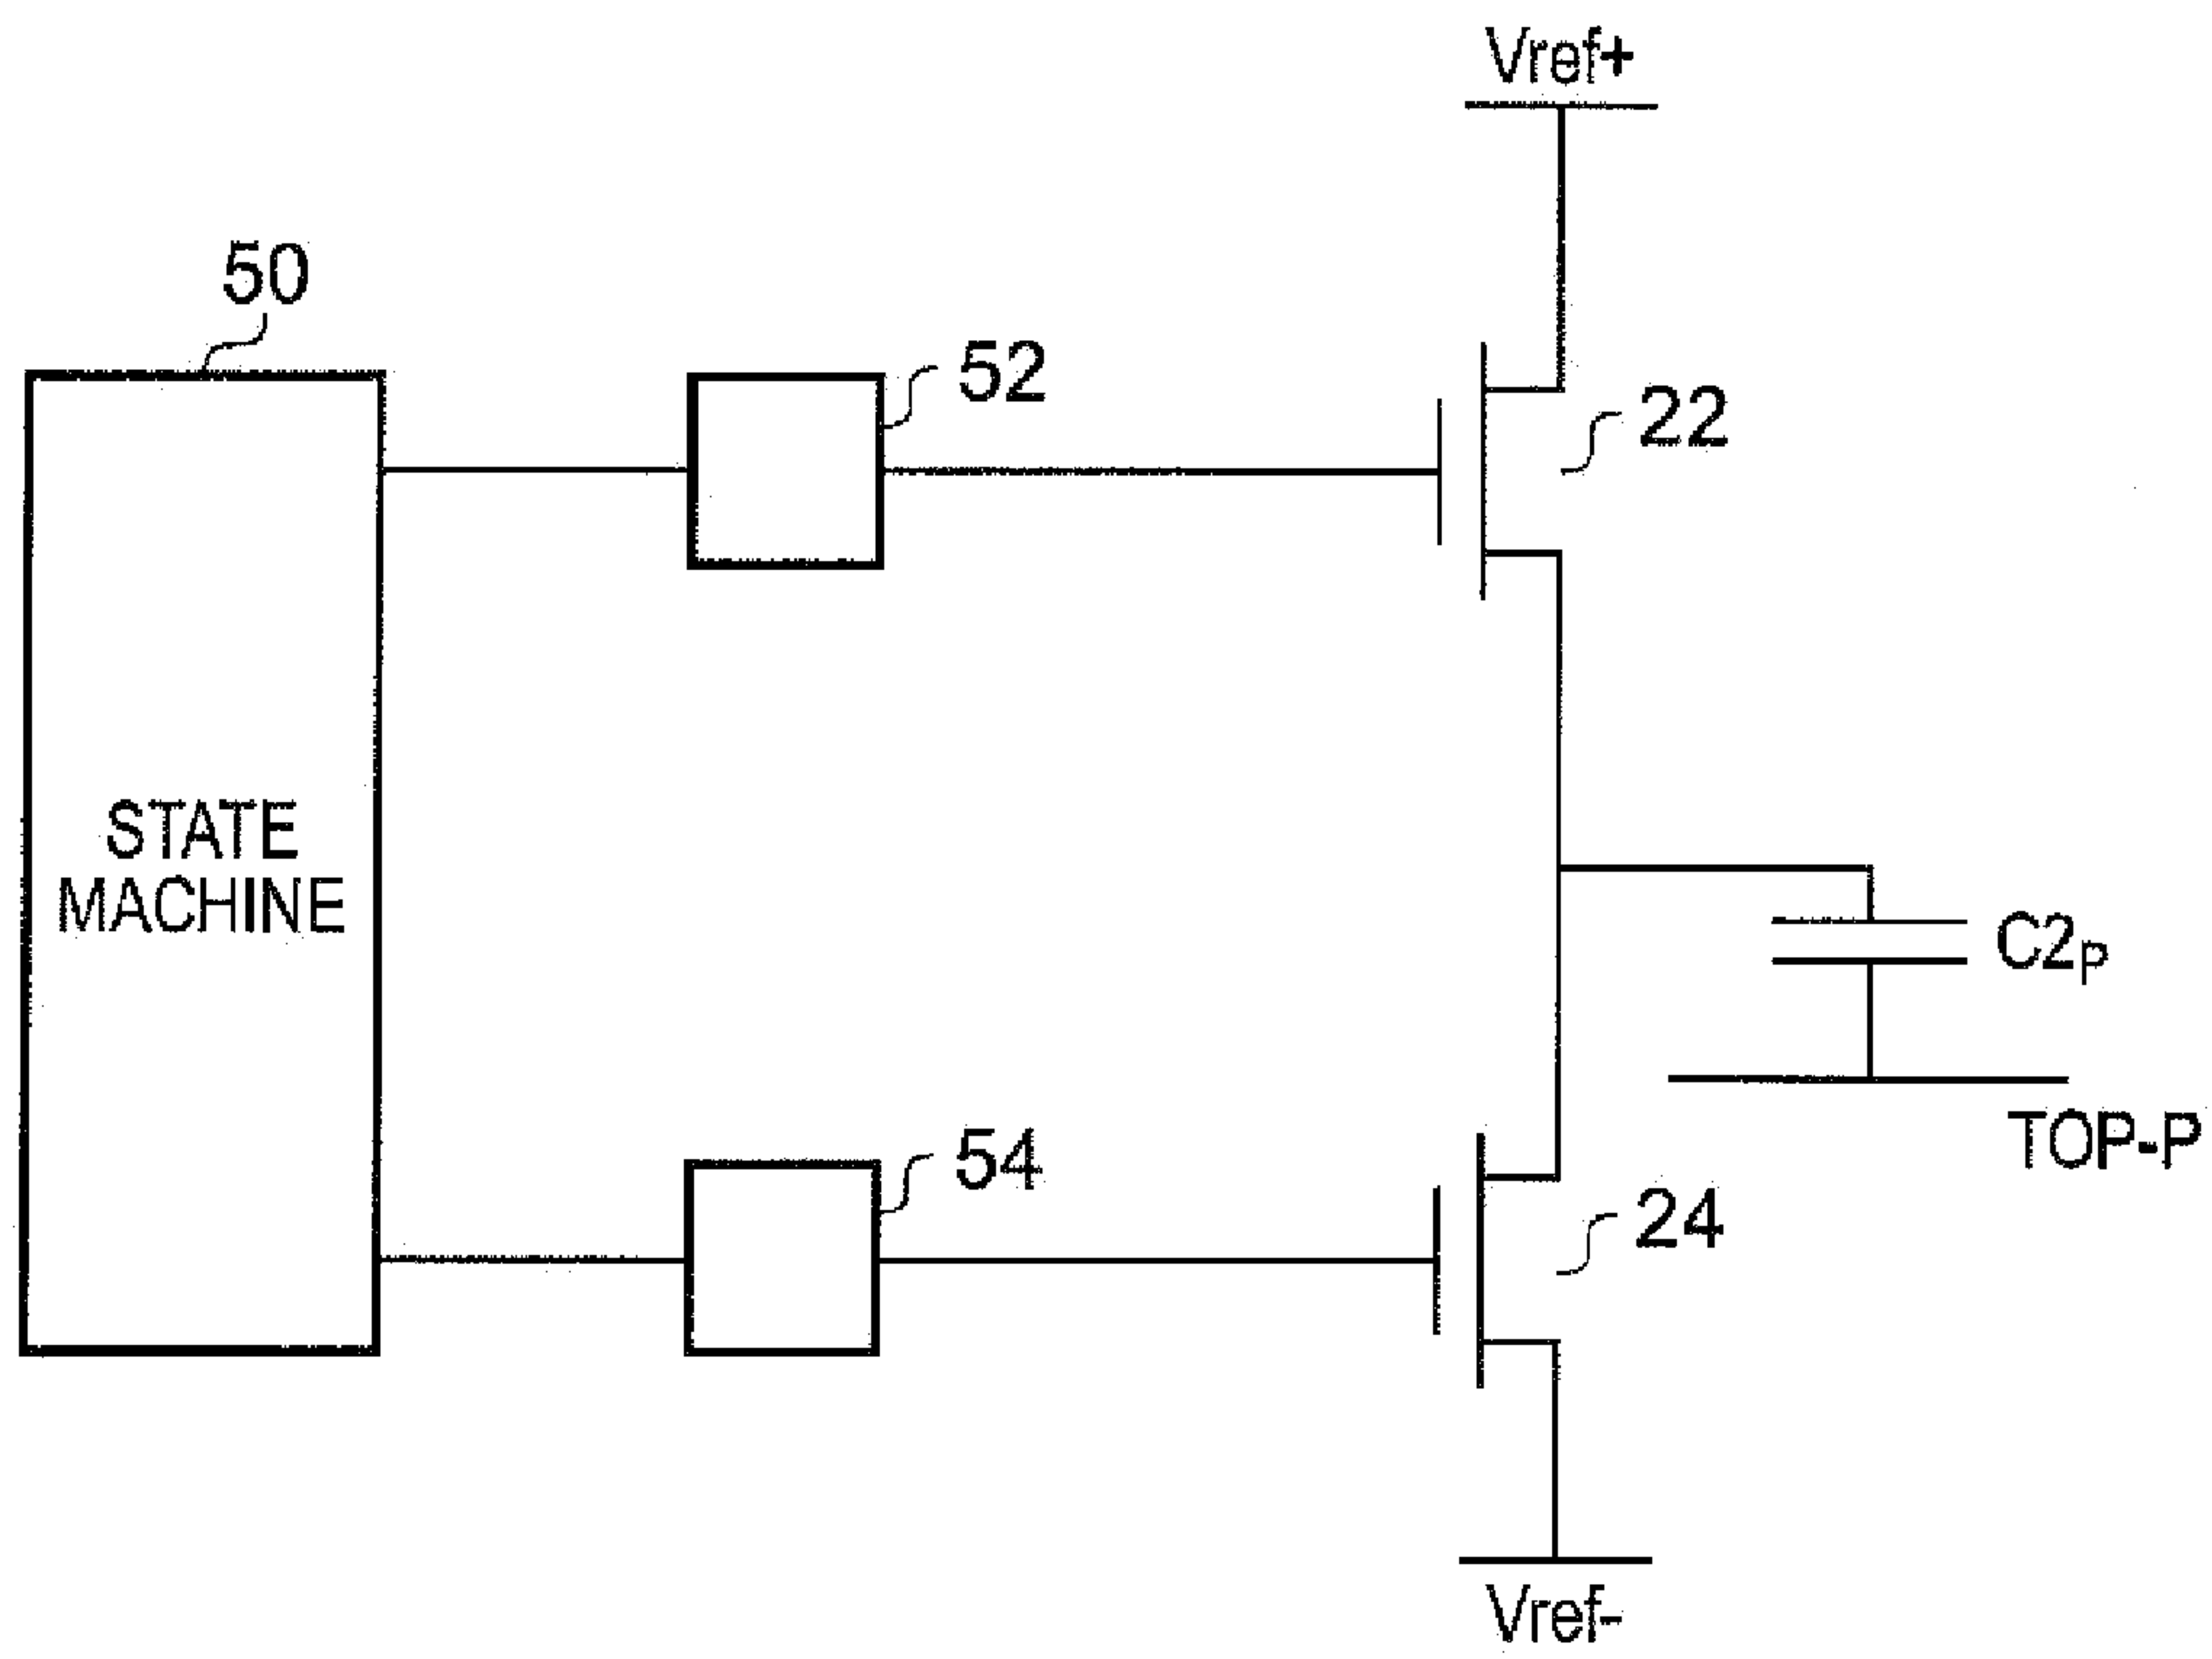 Vref+
50
52
22
STATE
MACHINE
C2P
TOP-P
54
24
Vref-